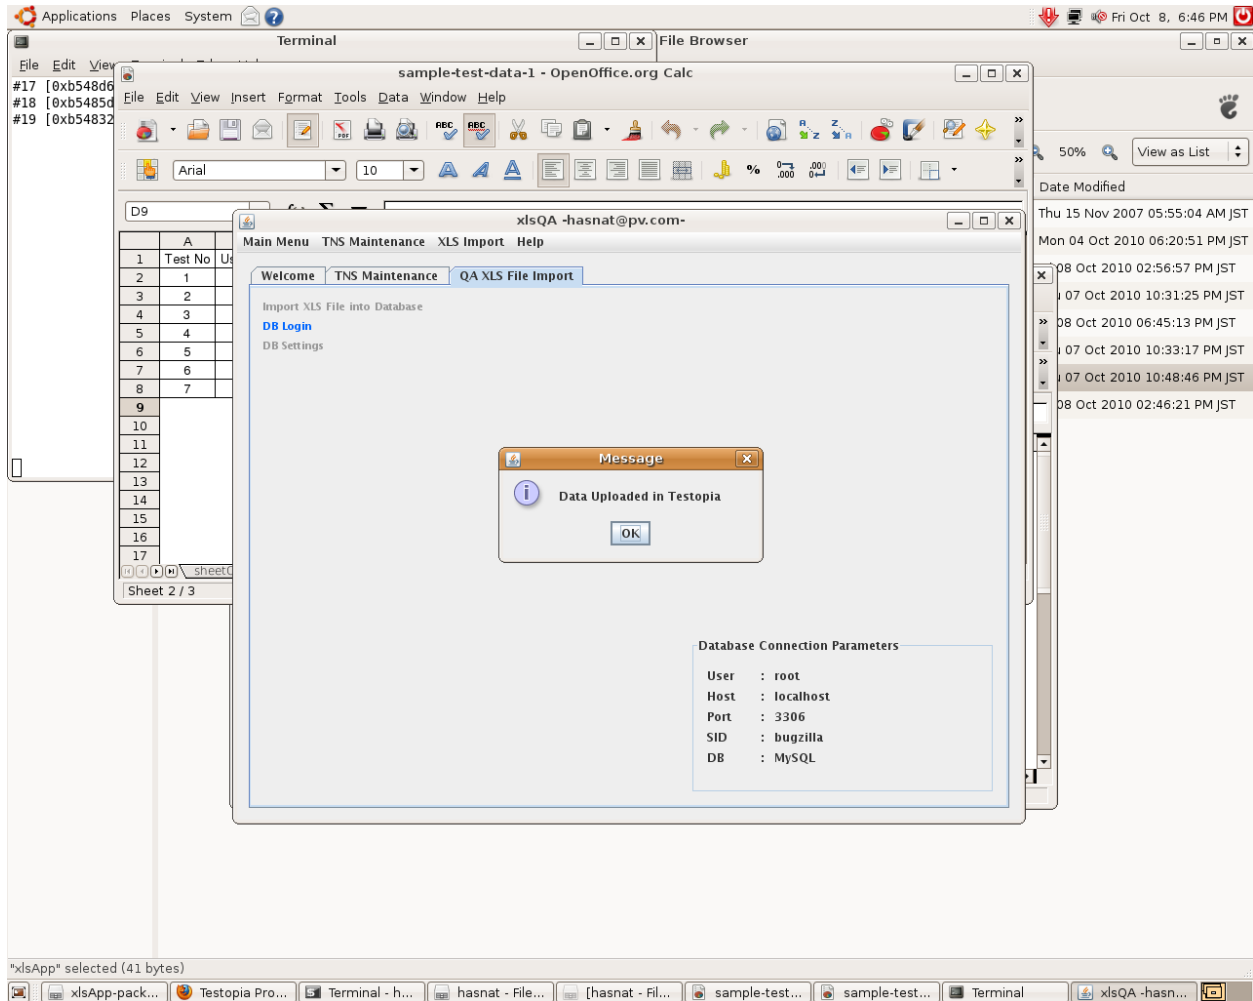 Applications Places System Fri Oct 8, 6:46 PM
Terminal
File Browser
File Edit View
#17 [0xb548d6
#18 [0xb5485d
#19 [0xb54832
sample-test-data-1 - OpenOffice.org Calc
File Edit View Insert Format Tools Data Window Help
Arial 10
50% View as List
Date Modified
Thu 15 Nov 2007 05:55:04 AM JST
Mon 04 Oct 2010 06:20:51 PM JST
08 Oct 2010 02:56:57 PM JST
07 Oct 2010 10:31:25 PM JST
08 Oct 2010 06:45:13 PM JST
07 Oct 2010 10:33:17 PM JST
07 Oct 2010 10:48:46 PM JST
08 Oct 2010 02:46:21 PM JST
D9
A
1 Test No Us
2 1
3 2
4 3
5 4
6 5
7 6
8 7
9
10
11
12
13
14
15
16
17
Sheet 2 / 3
xlsQA -hasnat@pv.com-
Main Menu TNS Maintenance XLS Import Help
Welcome TNS Maintenance QA XLS File Import
Import XLS File into Database
DB Login
DB Settings
Message
Data Uploaded in Testopia
OK
Database Connection Parameters
User : root
Host : localhost
Port : 3306
SID : bugzilla
DB : MySQL
"xlsApp" selected (41 bytes)
xlsApp-pack... Testopia Pro... Terminal - h... hasnat - File... [hasnat - Fil... sample-test... sample-test... Terminal xlsQA -hasn...